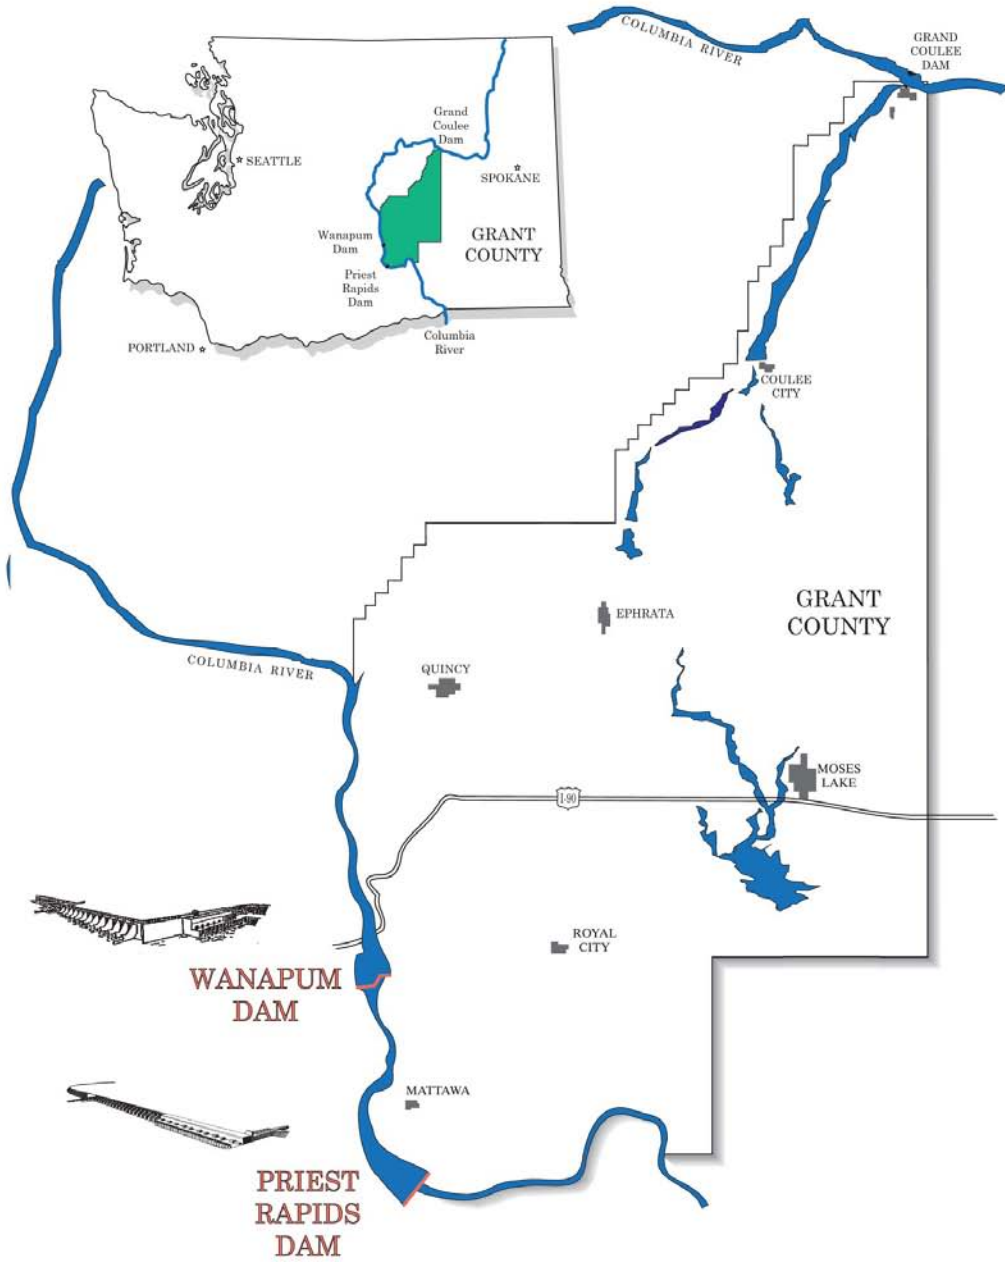 COLUMBIA RIVER
GRAND
COULEE
DAM
Grand
Coulee
Dam
SEATTLE
SPOKANE
Wanapum
Dam
GRANT
COUNTY
Priest
Rapids
Dam
PORTLAND
Columbia
River
COULEE
CITY
GRANT
COUNTY
EPHRATA
COLUMBIA RIVER
QUINCY
MOSES
LAKE
I-90
ROYAL
CITY
WANAPUM
DAM
MATTAWA
PRIEST
RAPIDS
DAM